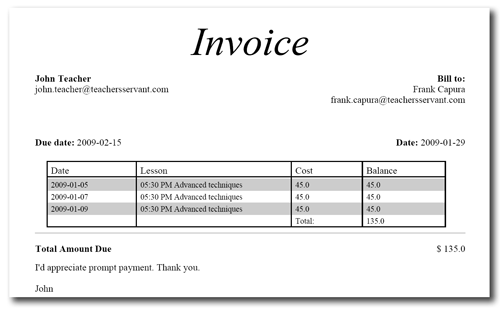 Invoice
John Teacher Bill to:
john.teacher@teachersservant.com Frank Capura
frank.capura@teachersservant.com
Due date: 2009-02-15 Date: 2009-01-29
Date Lesson Cost Balance
2009-01-05 05:30 PM Advanced techniques 45.0 45.0
2009-01-07 05:30 PM Advanced techniques 45.0 45.0
2009-01-09 05:30 PM Advanced techniques 45.0 45.0
Total: 135.0
Total Amount Due $ 135.0
I'd appreciate prompt payment. Thank you.
John